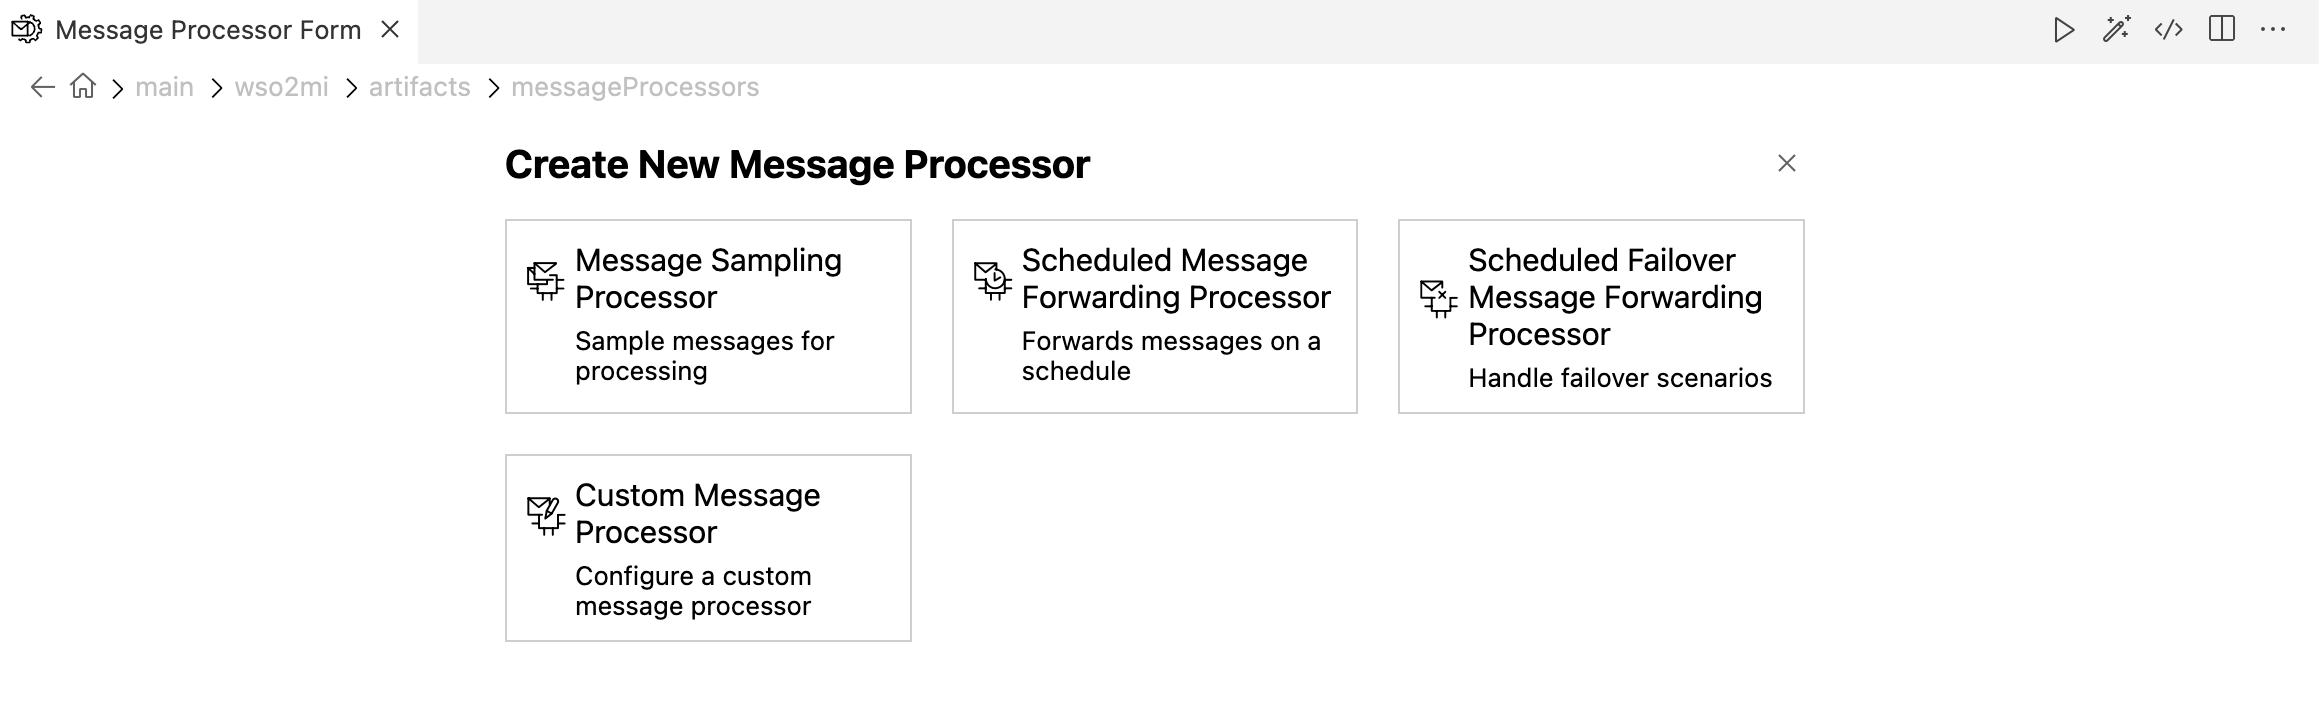 Message Processor Form
main wso2mi artifacts messageProcessors
Create New Message Processor
Message Sampling
Processor
Sample messages for
processing
Scheduled Message
Forwarding Processor
Forwards messages on a
schedule
Scheduled Failover
Message Forwarding
Processor
Handle failover scenarios
Custom Message
Processor
Configure a custom
message processor